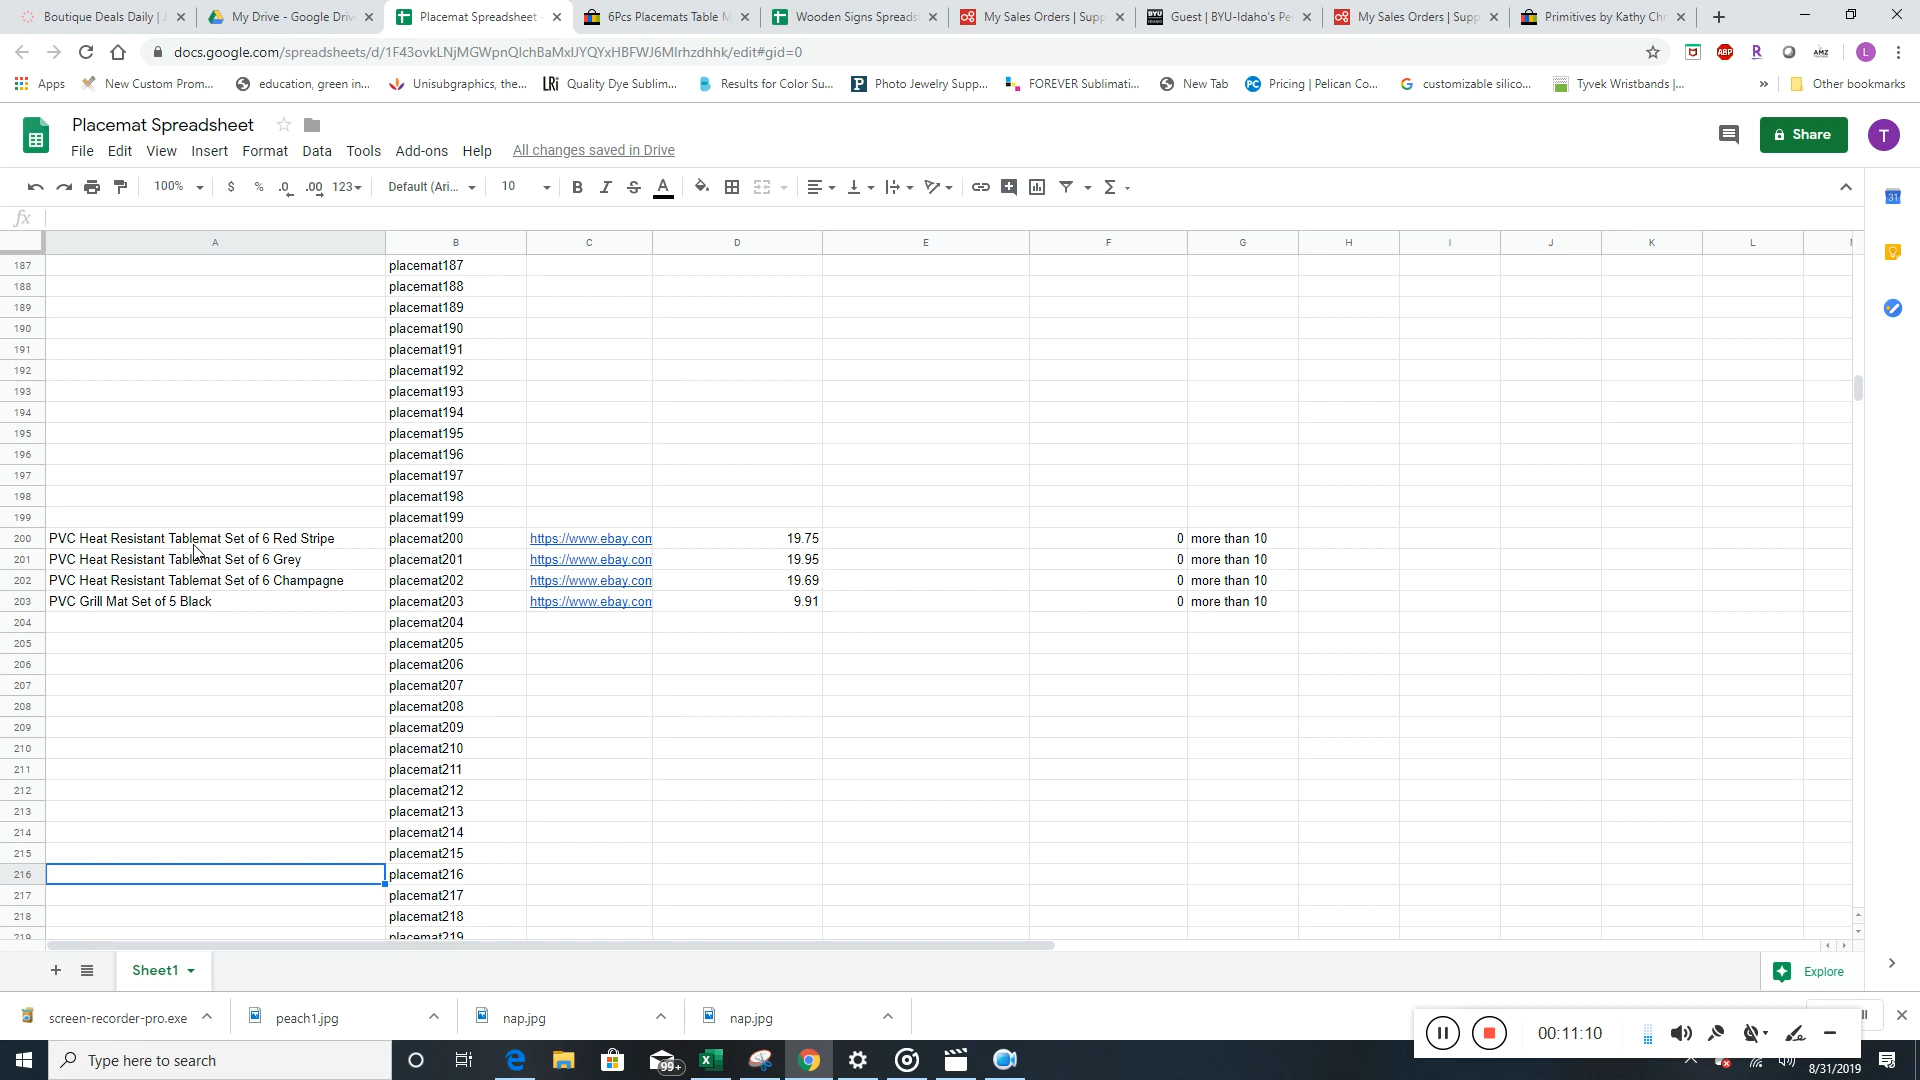 Boutique Deals Daily | J
My Drive - Google Driv
Placemat Spreadsheet
6Pcs Placemats Table M
Wooden Signs Spreads
My Sales Orders | Supp
Guest | BYU-Idaho's Pe
My Sales Orders | Supp
Primitives by Kathy Chr
docs.google.com/spreadsheets/d/1F43ovkLNjMGWpnQIchBaMxIJYQYxHBFWJ6MIrhzdhhk/edit#gid=0
Apps
New Custom Prom...
education, green in...
Unisubgraphics, the...
Quality Dye Sublim...
Results for Color Su...
Photo Jewelry Supp...
FOREVER Sublimati...
New Tab
Pricing | Pelican Co...
customizable silico...
Tyvek Wristbands |...
Other bookmarks
Placemat Spreadsheet
Share
T
File Edit View Insert Format Data Tools Add-ons Help All changes saved in Drive
100% $ % .0 .00 123 Default (Ari... 10 B I S A
fx
A B C D E F G H I J K L
187 placemat187
188 placemat188
189 placemat189
190 placemat190
191 placemat191
192 placemat192
193 placemat193
194 placemat194
195 placemat195
196 placemat196
197 placemat197
198 placemat198
199 placemat199
200 PVC Heat Resistant Tablemat Set of 6 Red Stripe placemat200 https://www.ebay.com 19.75 0 more than 10
201 PVC Heat Resistant Tablemat Set of 6 Grey placemat201 https://www.ebay.com 19.95 0 more than 10
202 PVC Heat Resistant Tablemat Set of 6 Champagne placemat202 https://www.ebay.com 19.69 0 more than 10
203 PVC Grill Mat Set of 5 Black placemat203 https://www.ebay.com 9.91 0 more than 10
204 placemat204
205 placemat205
206 placemat206
207 placemat207
208 placemat208
209 placemat209
210 placemat210
211 placemat211
212 placemat212
213 placemat213
214 placemat214
215 placemat215
216 placemat216
217 placemat217
218 placemat218
219 placemat219
Sheet1
Explore
screen-recorder-pro.exe
peach1.jpg
nap.jpg
nap.jpg
00:11:10
Type here to search
99+
8/31/2019